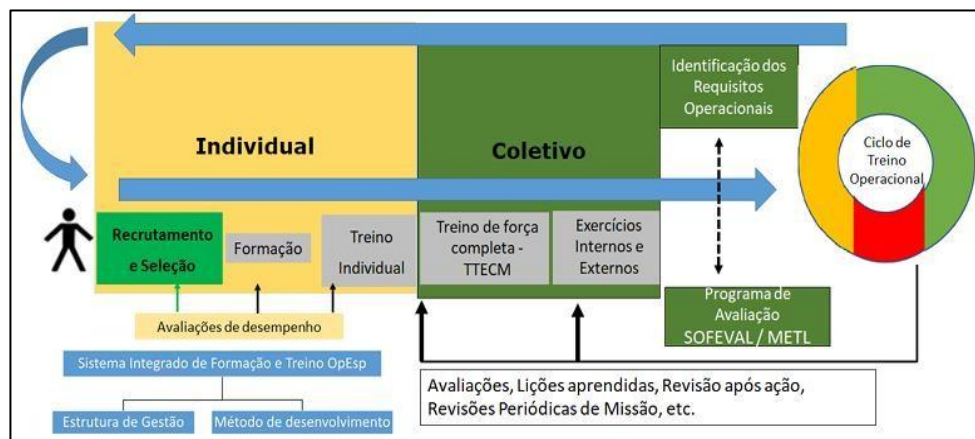 Identificação dos
Requisitos
Operacionais
Individual
Coletivo
Ciclo de
Treino
Operacional
Recrutamento
e Seleção
Formação
Treino
Individual
Treino de força
completa -
TTECM
Exercícios
Internos e
Externos
Programa de
Avaliação
SOFEVAL / METL
Avaliações de desempenho
Sistema Integrado de Formação e Treino OpEsp
Estrutura de Gestão
Método de desenvolvimento
Avaliações, Lições aprendidas, Revisão após ação,
Revisões Periódicas de Missão, etc.